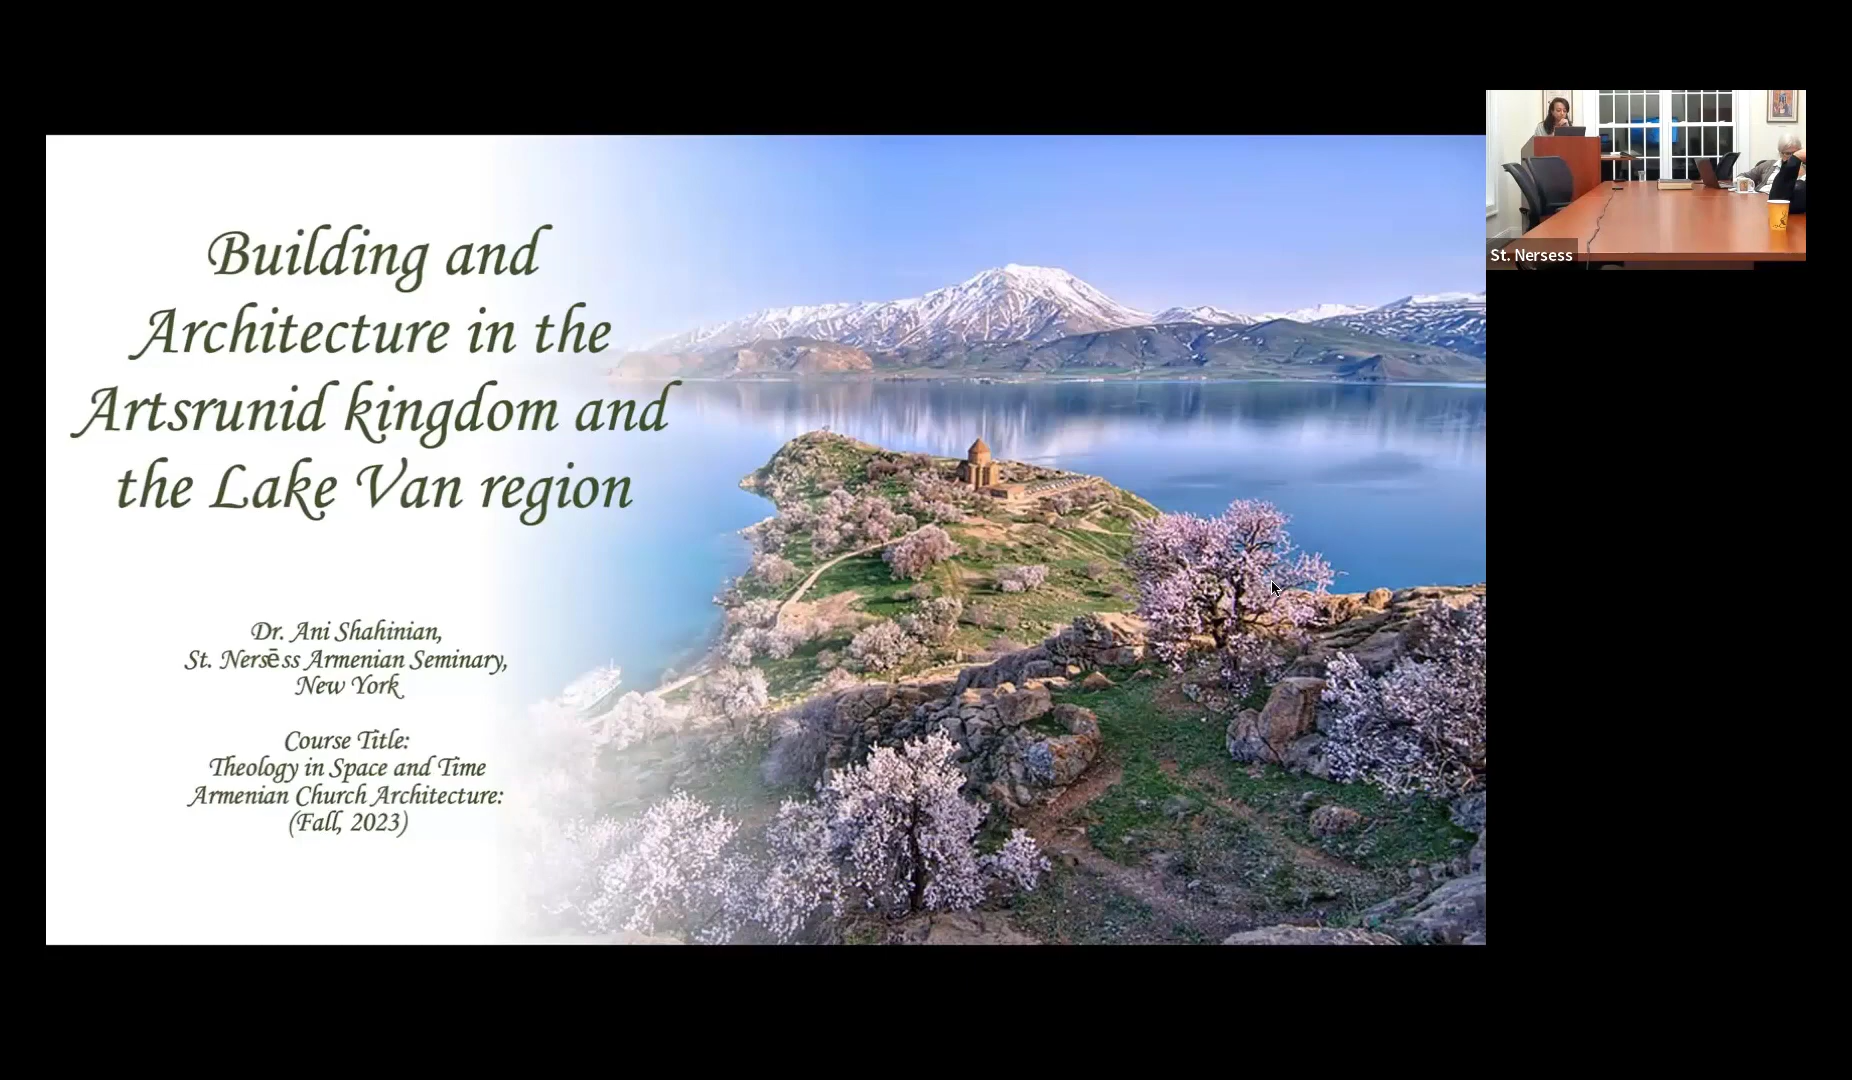 Building and
Architecture in the
Artsrunid kingdom and
the Lake Van region
Dr. Ani Shahinian,
St. Nersēss Armenian Seminary,
New York
Course Title:
Theology in Space and Time
Armenian Church Architecture:
(Fall, 2023)
St. Nersess